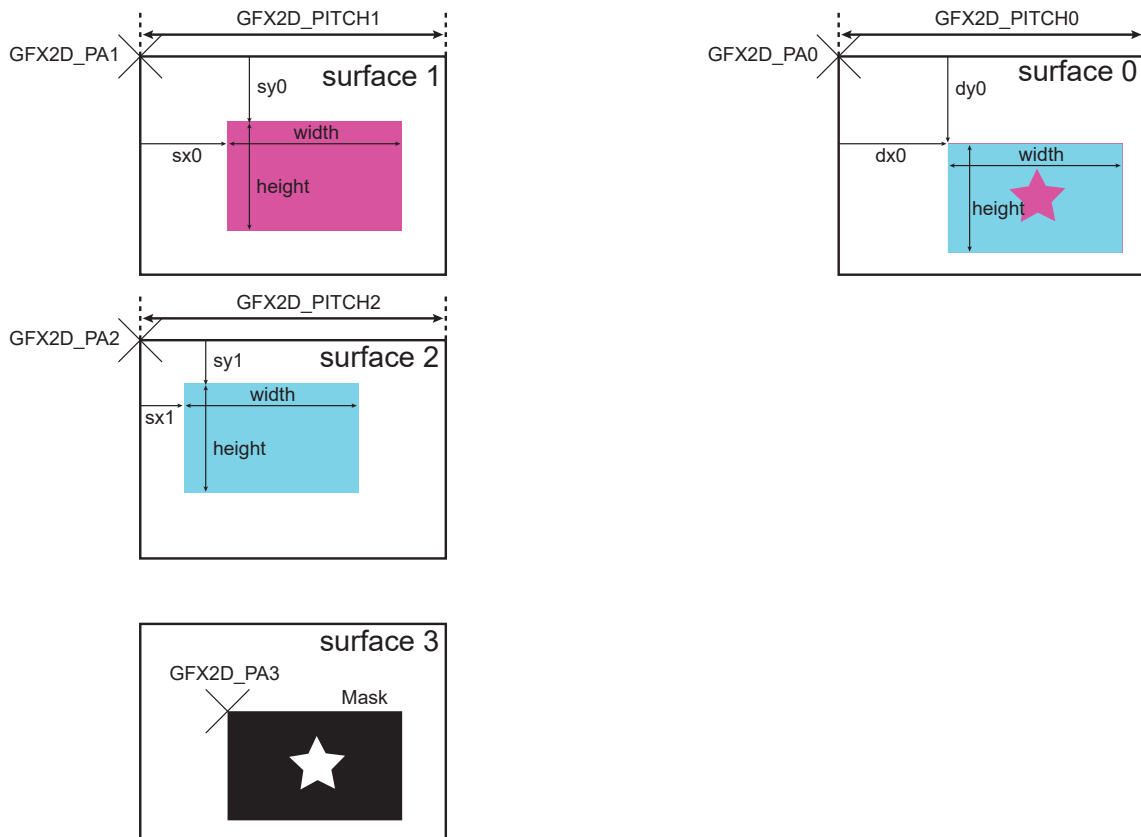 GFX2D_PITCH1
GFX2D_PA1
surface 1
sy0
width
sx0
height
GFX2D_PITCH0
GFX2D_PA0
surface 0
dy0
dx0
width
height
GFX2D_PITCH2
GFX2D_PA2
surface 2
sy1
width
sx1
height
surface 3
GFX2D_PA3
Mask